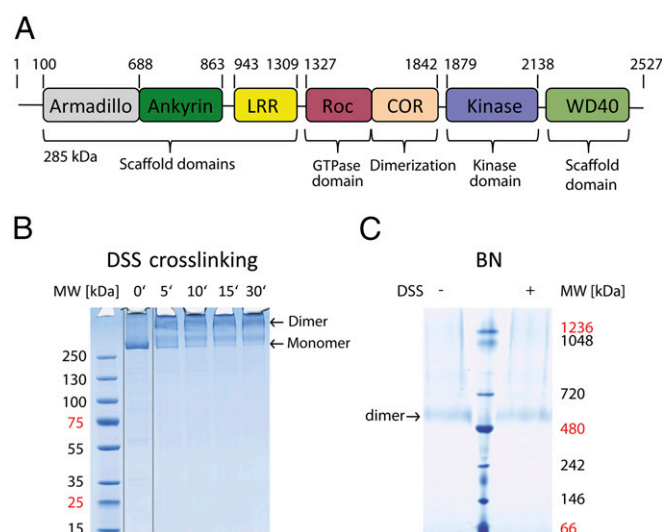 A
1 100 688 863 943 1309 1327 1842 1879 2138 2527
Armadillo Ankyrin LRR Roc COR Kinase WD40
285 kDa Scaffold domains GTPase domain Dimerization Kinase domain Scaffold domain
B
DSS crosslinking
MW [kDa] 0‘ 5‘ 10‘ 15‘ 30‘
← Dimer
← Monomer
250
130
100
75
55
35
25
15
C
BN
DSS - + MW [kDa]
1236
1048
720
dimer→
480
242
146
66